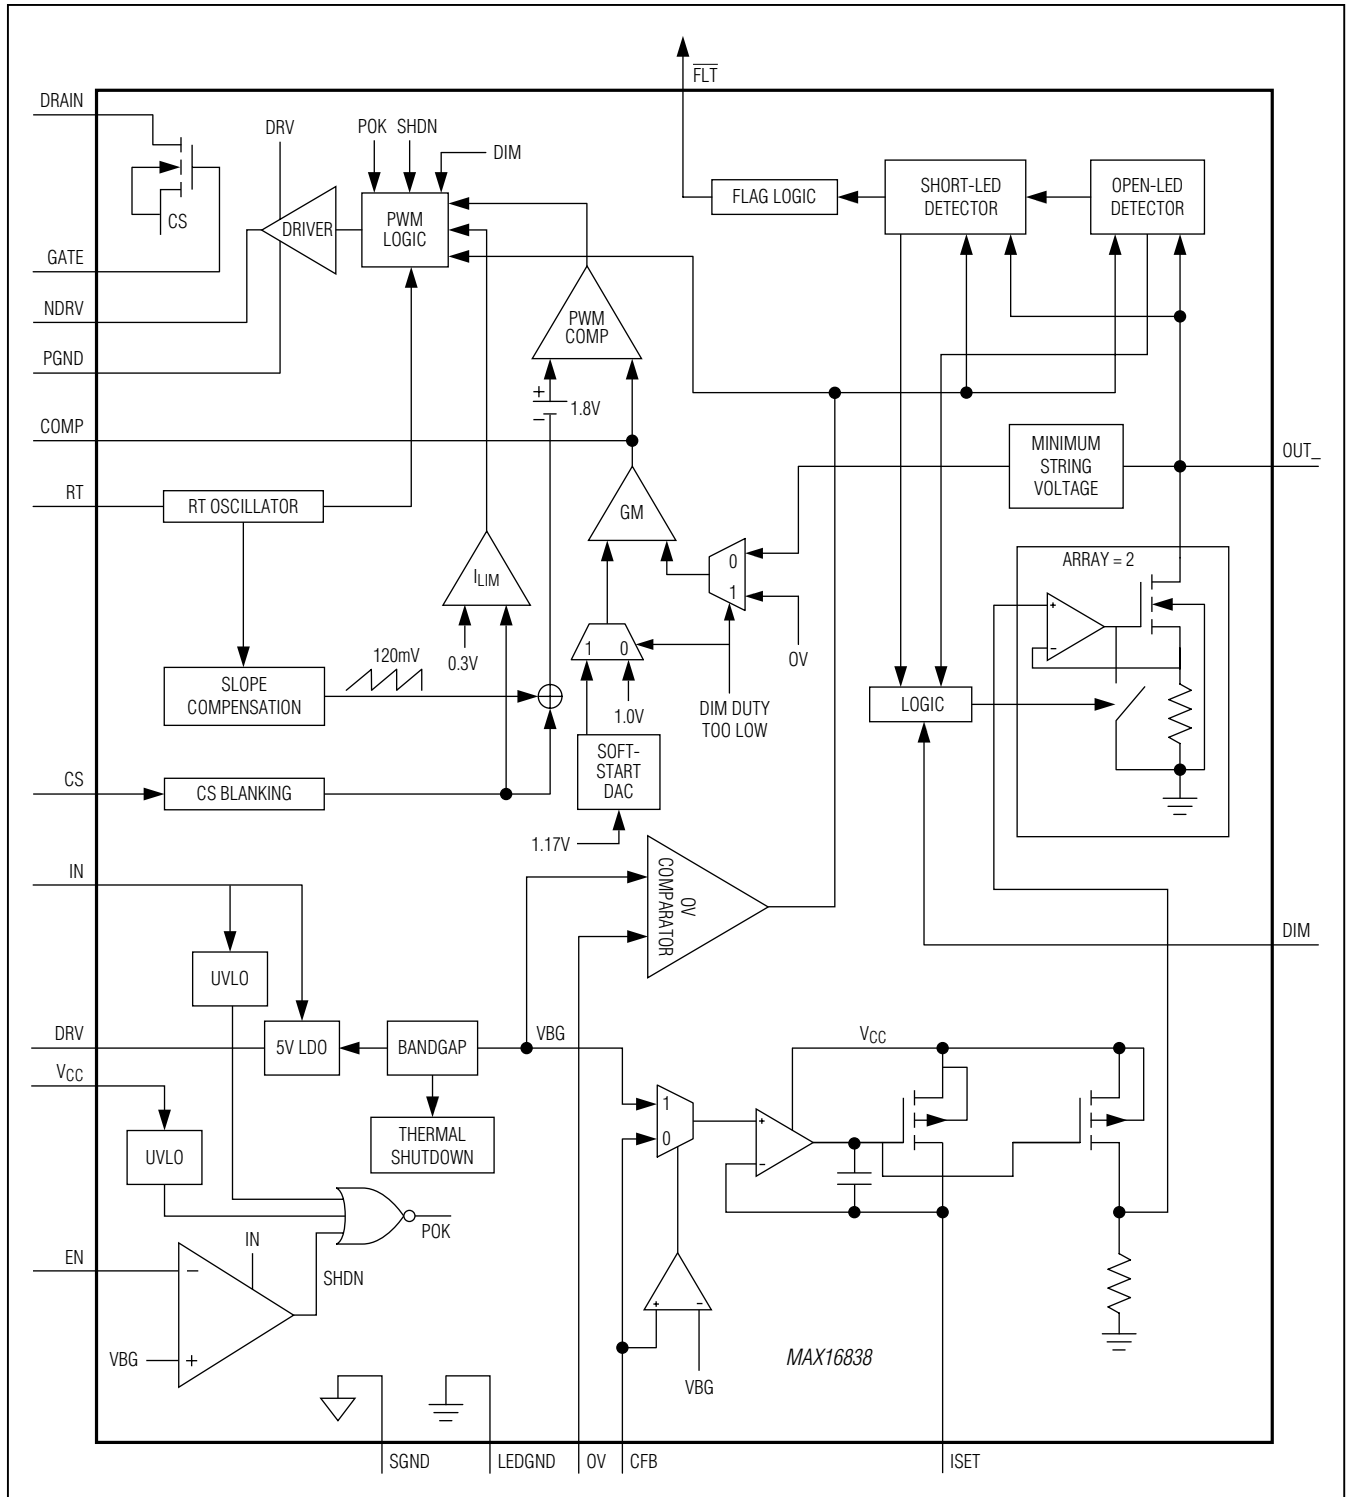 FLT
DRAIN
DRV
POK SHDN
DIM
CS
GATE
DRIVER
PWM
LOGIC
FLAG LOGIC
SHORT-LED
DETECTOR
OPEN-LED
DETECTOR
NDRV
PGND
PWM
COMP
+
–
1.8V
COMP
RT
RT OSCILLATOR
GM
MINIMUM
STRING
VOLTAGE
OUT_
ILIM
0.3V
0
1
OV
1 0
1.0V
DIM DUTY
TOO LOW
ARRAY = 2
+
-
120mV
SLOPE
COMPENSATION
LOGIC
SOFT-
START
DAC
1.17V
CS
CS BLANKING
IN
OV
COMPARATOR
DIM
UVLO
DRV
5V LDO
BANDGAP
VBG
VCC
VCC
UVLO
THERMAL
SHUTDOWN
1
0
+
-
POK
IN
EN
–
SHDN
VBG
+
+ -
VBG
MAX16838
SGND
LEDGND
OV
CFB
ISET